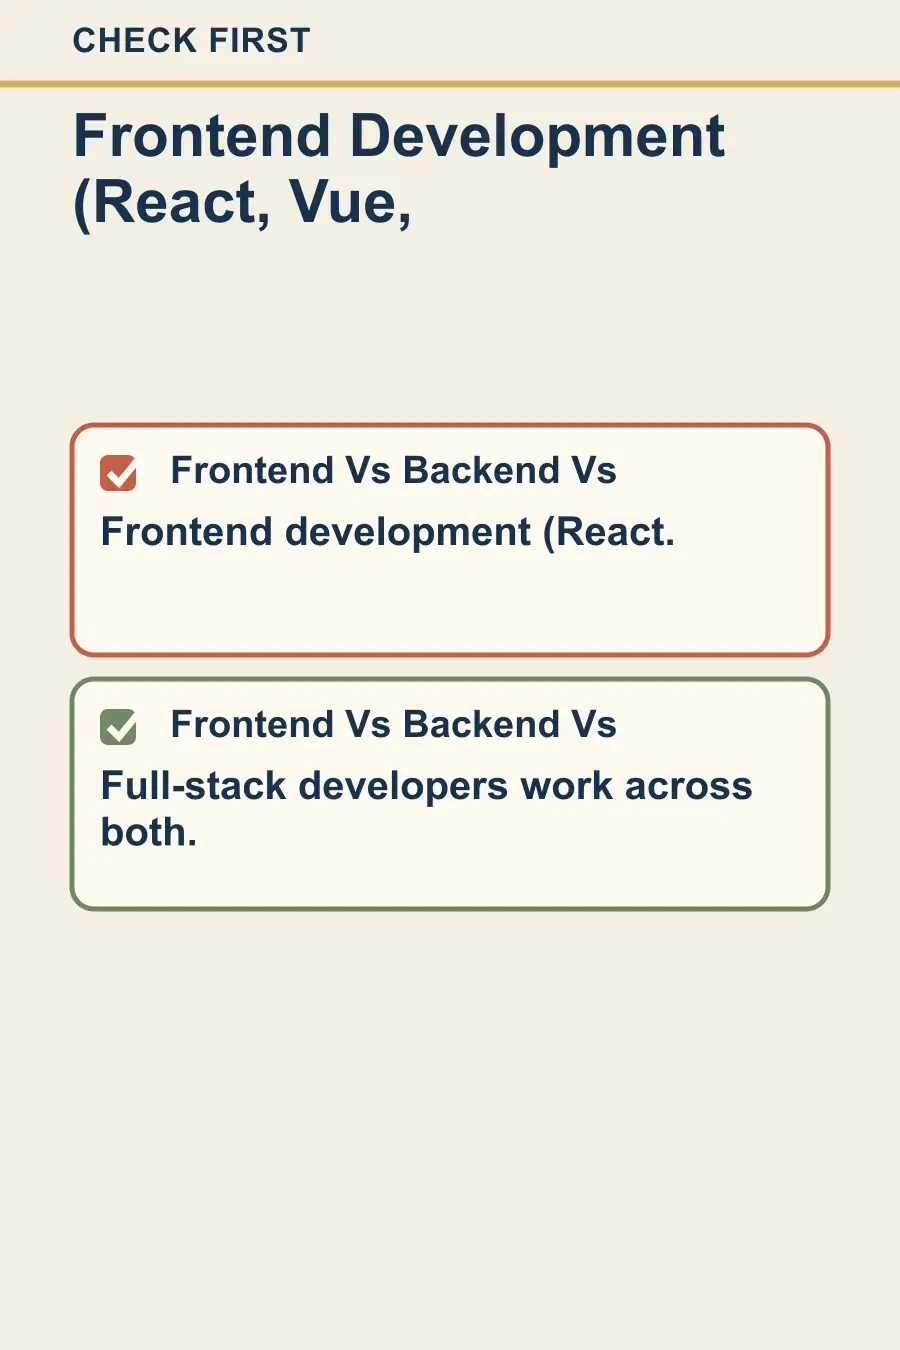 CHECK FIRST
Frontend Development
(React, Vue,
Frontend Vs Backend Vs
Frontend development (React.
Frontend Vs Backend Vs
Full-stack developers work across
both.